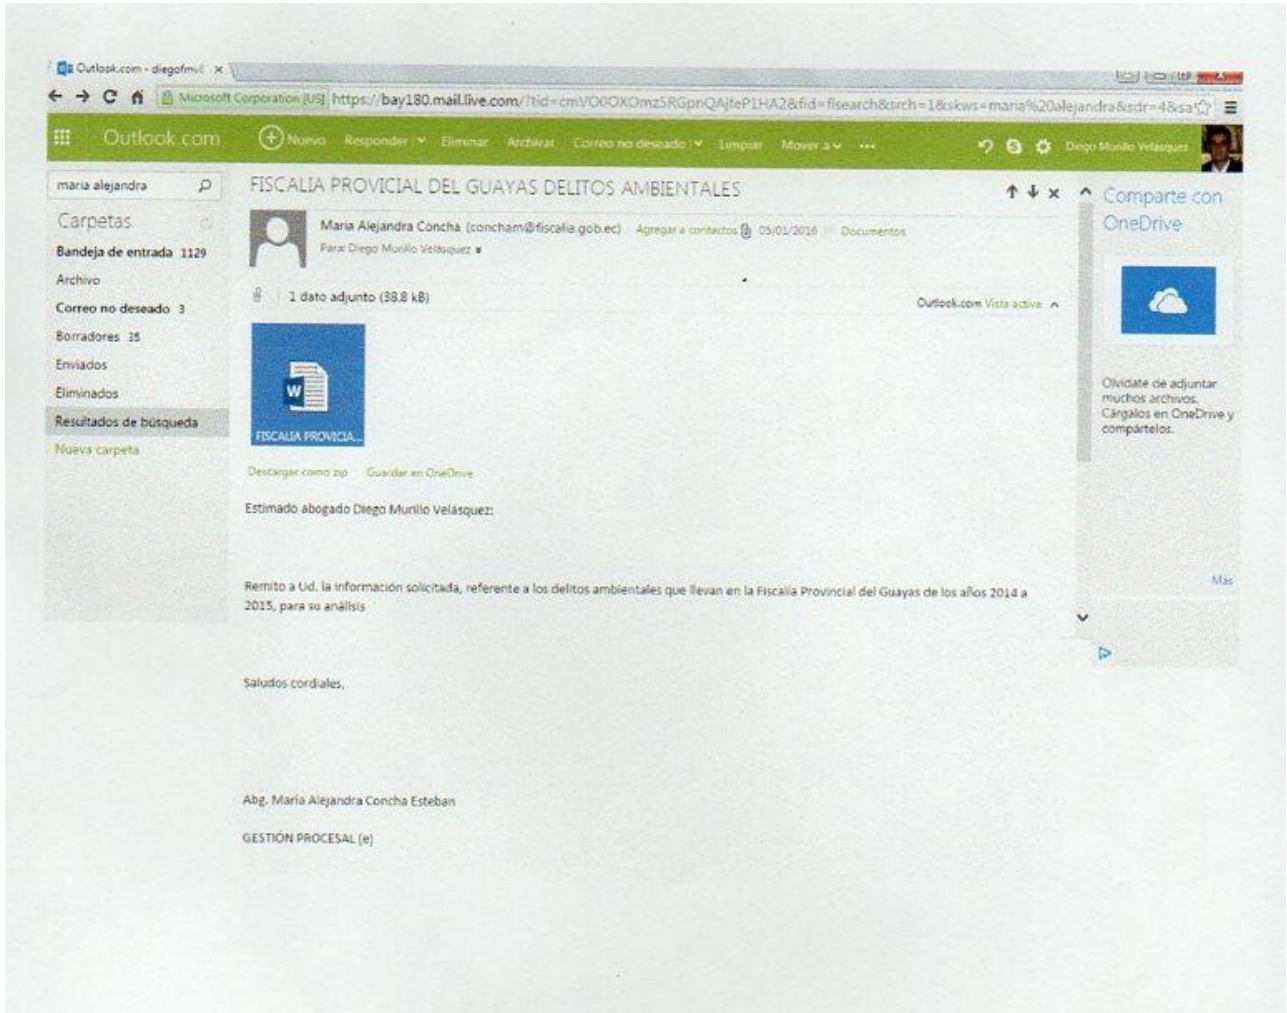 Outlook.com - diegofmv
Microsoft Corporation [US] https://bay180.mail.live.com/?tid=cmVO0OXOmz5RGpnQAjfeP1HA2&fid=flsearch&srch=1&skws=maria%20alejandra&sdr=4&sa
Outlook.com
Nuevo Responder Eliminar Archivar Correo no deseado Limpiar Mover a ...
Diego Murillo Velásquez
maria alejandra
Carpetas
Bandeja de entrada 1129
Archivo
Correo no deseado 3
Borradores 35
Enviados
Eliminados
Resultados de búsqueda
Nueva carpeta
FISCALIA PROVICIAL DEL GUAYAS DELITOS AMBIENTALES
Maria Alejandra Concha (concham@fiscalia.gob.ec) Agregar a contactos 05/01/2016 Documentos
Para: Diego Murillo Velásquez
1 dato adjunto (38.8 kB)
Outlook.com Vista activa
W
FISCALIA PROVICIA...
Descargar como zip Guardar en OneDrive
Estimado abogado Diego Murillo Velásquez:
Remito a Ud. la información solicitada, referente a los delitos ambientales que llevan en la Fiscalía Provincial del Guayas de los años 2014 a
2015, para su análisis
Saludos cordiales,
Abg. María Alejandra Concha Esteban
GESTIÓN PROCESAL (e)
Comparte con
OneDrive
Olvídate de adjuntar
muchos archivos.
Cárgalos en OneDrive y
compártelos.
Más